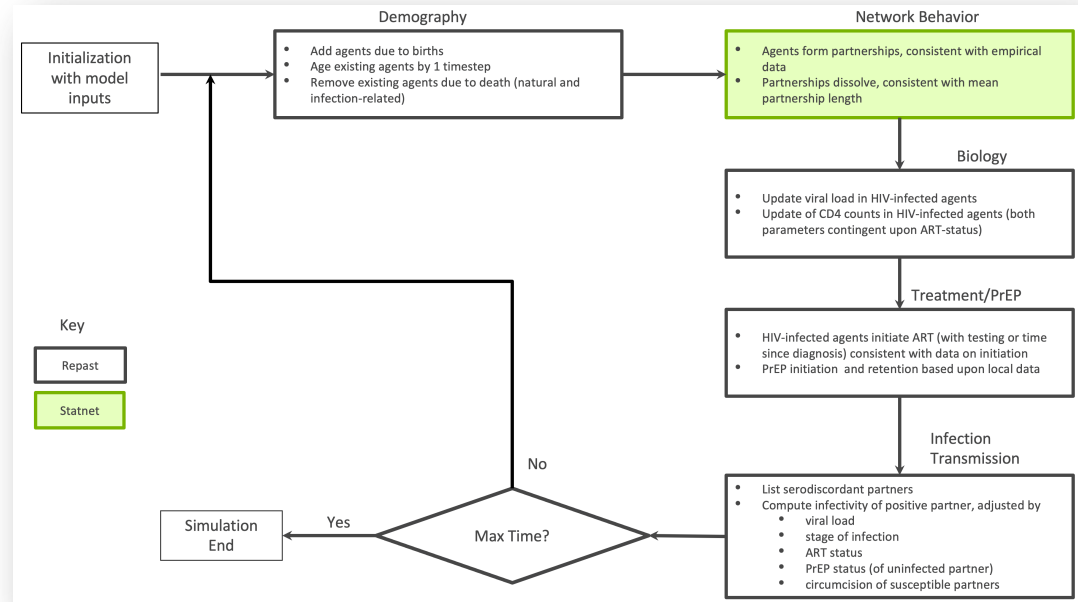 Demography
Network Behavior
Initialization
with model
inputs
Add agents due to births
Age existing agents by 1 timestep
Remove existing agents due to death (natural and
infection-related)
Agents form partnerships, consistent with empirical
data
Partnerships dissolve, consistent with mean
partnership length
Biology
Update viral load in HIV-infected agents
Update of CD4 counts in HIV-infected agents (both
parameters contingent upon ART-status)
Treatment/PrEP
HIV-infected agents initiate ART (with testing or time
since diagnosis) consistent with data on initiation
PrEP initiation and retention based upon local data
Key
Repast
Statnet
Infection
Transmission
List serodiscordant partners
Compute infectivity of positive partner, adjusted by
viral load
stage of infection
ART status
PrEP status (of uninfected partner)
circumcision of susceptible partners
No
Max Time?
Yes
Simulation
End